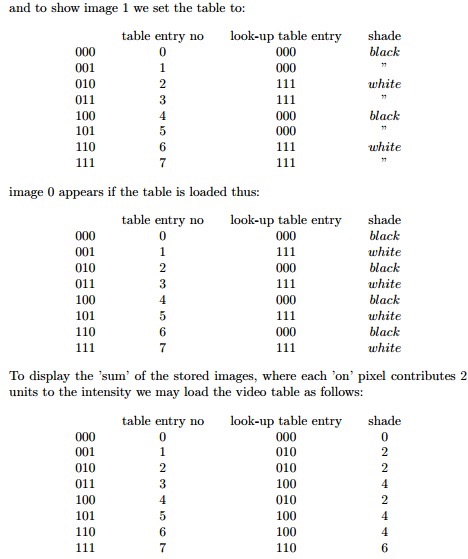 and to show image 1 we set the table to:
table entry no look-up table entry shade
000 0 000 black
001 1 000 ”
010 2 111 white
011 3 111 ”
100 4 000 black
101 5 000 ”
110 6 111 white
111 7 111 ”
image 0 appears if the table is loaded thus:
table entry no look-up table entry shade
000 0 000 black
001 1 111 white
010 2 000 black
011 3 111 white
100 4 000 black
101 5 111 white
110 6 000 black
111 7 111 white
To display the ’sum’ of the stored images, where each ’on’ pixel contributes 2
units to the intensity we may load the video table as follows:
table entry no look-up table entry shade
000 0 000 0
001 1 010 2
010 2 010 2
011 3 100 4
100 4 010 2
101 5 100 4
110 6 100 4
111 7 110 6